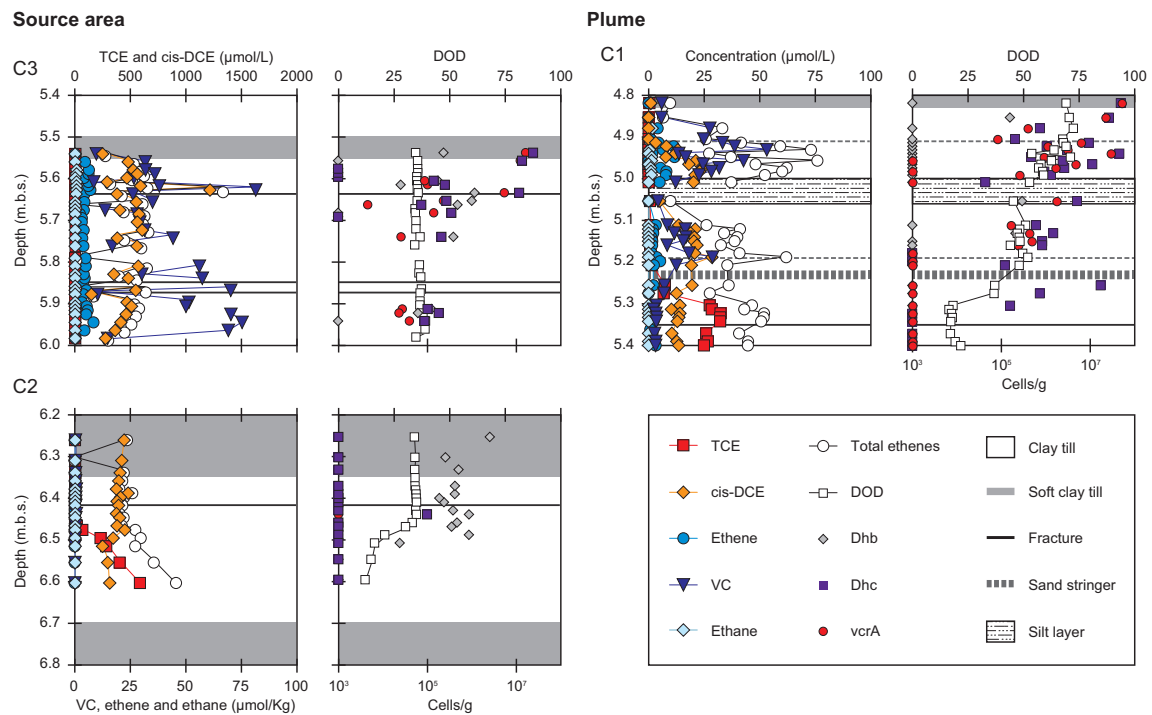 Source area
Plume
C3
TCE and cis-DCE (µmol/L)
0 500 1000 1500 2000
DOD
0 25 50 75 100
C1
Concentration (µmol/L)
0 25 50 75 100
DOD
0 25 50 75 100
Depth (m.b.s.)
5.4
5.5
5.6
5.7
5.8
5.9
6.0
Depth (m.b.s.)
4.8
4.9
5.0
5.1
5.2
5.3
5.4
10³ 10⁵ 10⁷
Cells/g
C2
Depth (m.b.s.)
6.2
6.3
6.4
6.5
6.6
6.7
6.8
0 25 50 75 100
VC, ethene and ethane (µmol/Kg)
10³ 10⁵ 10⁷
Cells/g
TCE
cis-DCE
Ethene
VC
Ethane
Total ethenes
DOD
Dhb
Dhc
vcrA
Clay till
Soft clay till
Fracture
Sand stringer
Silt layer